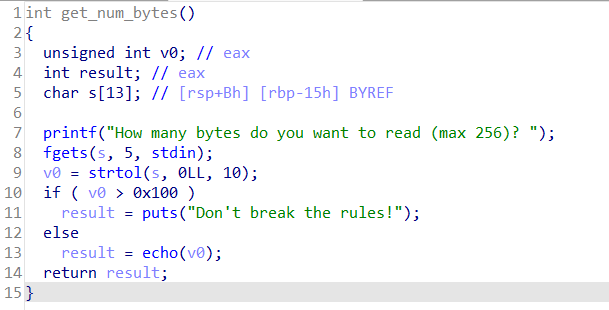 1 int get_num_bytes()
2 {
3   unsigned int v0; // eax
4   int result; // eax
5   char s[13]; // [rsp+Bh] [rbp-15h] BYREF
6
7   printf("How many bytes do you want to read (max 256)? ");
8   fgets(s, 5, stdin);
9   v0 = strtol(s, 0LL, 10);
10   if ( v0 > 0x100 )
11     result = puts("Don't break the rules!");
12   else
13     result = echo(v0);
14   return result;
15 }